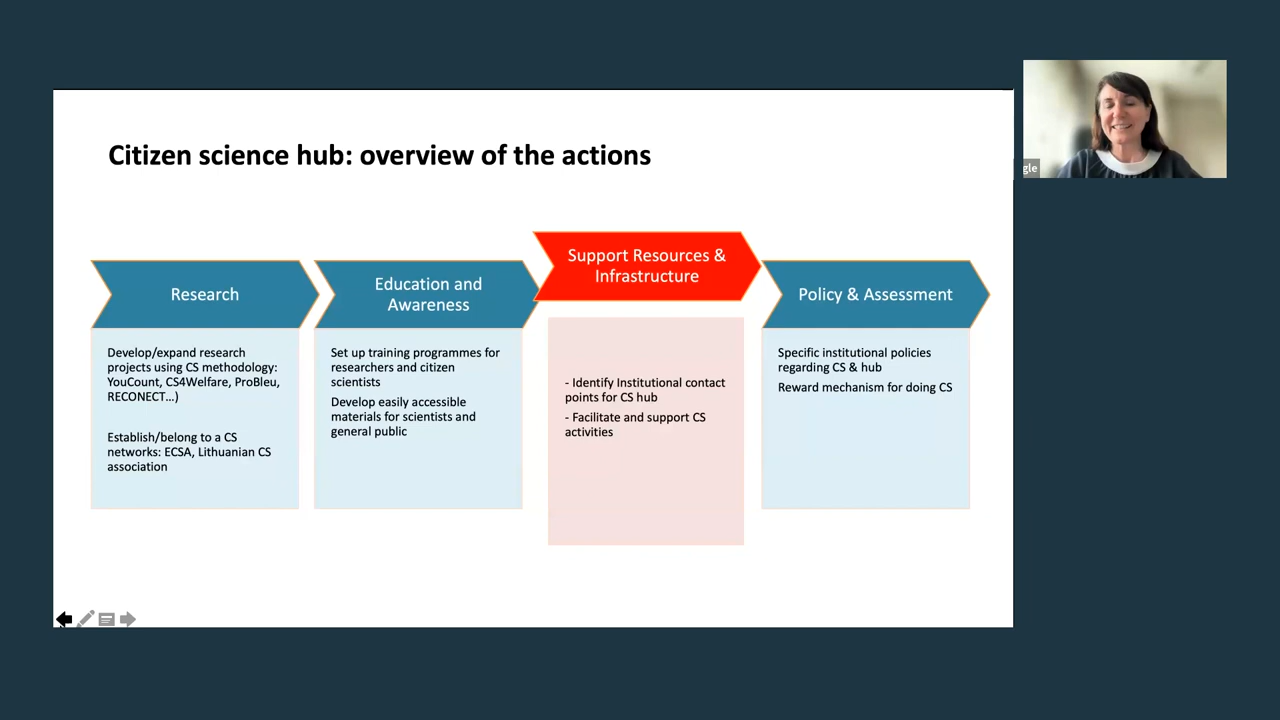 Citizen science hub: overview of the actions
Research
Develop/expand research
projects using CS methodology:
YouCount, CS4Welfare, ProBleu,
RECONECT...)
Establish/belong to a CS
networks: ECSA, Lithuanian CS
association
Education and
Awareness
Set up training programmes for
researchers and citizen
scientists
Develop easily accessible
materials for scientists and
general public
Support Resources &
Infrastructure
- Identify Institutional contact
points for CS hub
- Facilitate and support CS
activities
Policy & Assessment
Specific institutional policies
regarding CS & hub
Reward mechanism for doing CS
gle